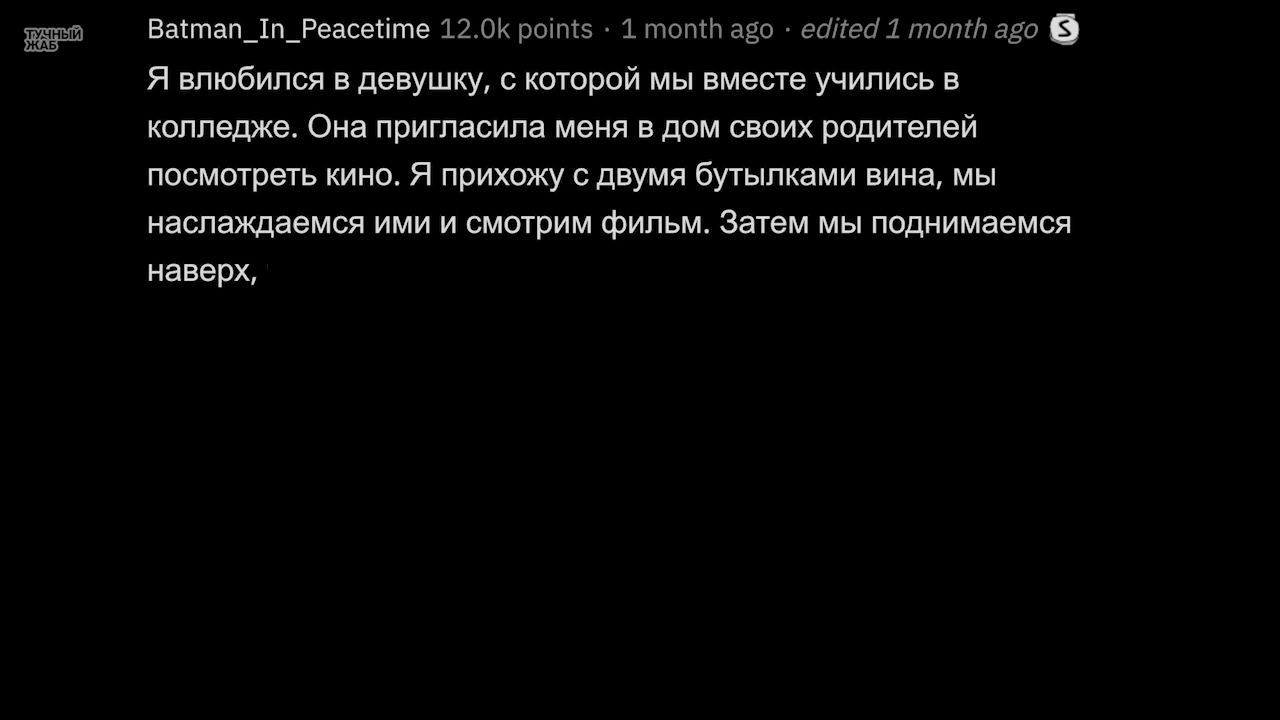 ТУЧНЫЙ
ЖАБ
Batman_In_Peacetime 12.0k points · 1 month ago · edited 1 month ago S
Я влюбился в девушку, с которой мы вместе учились в
колледже. Она пригласила меня в дом своих родителей
посмотреть кино. Я прихожу с двумя бутылками вина, мы
наслаждаемся ими и смотрим фильм. Затем мы поднимаемся
наверх,